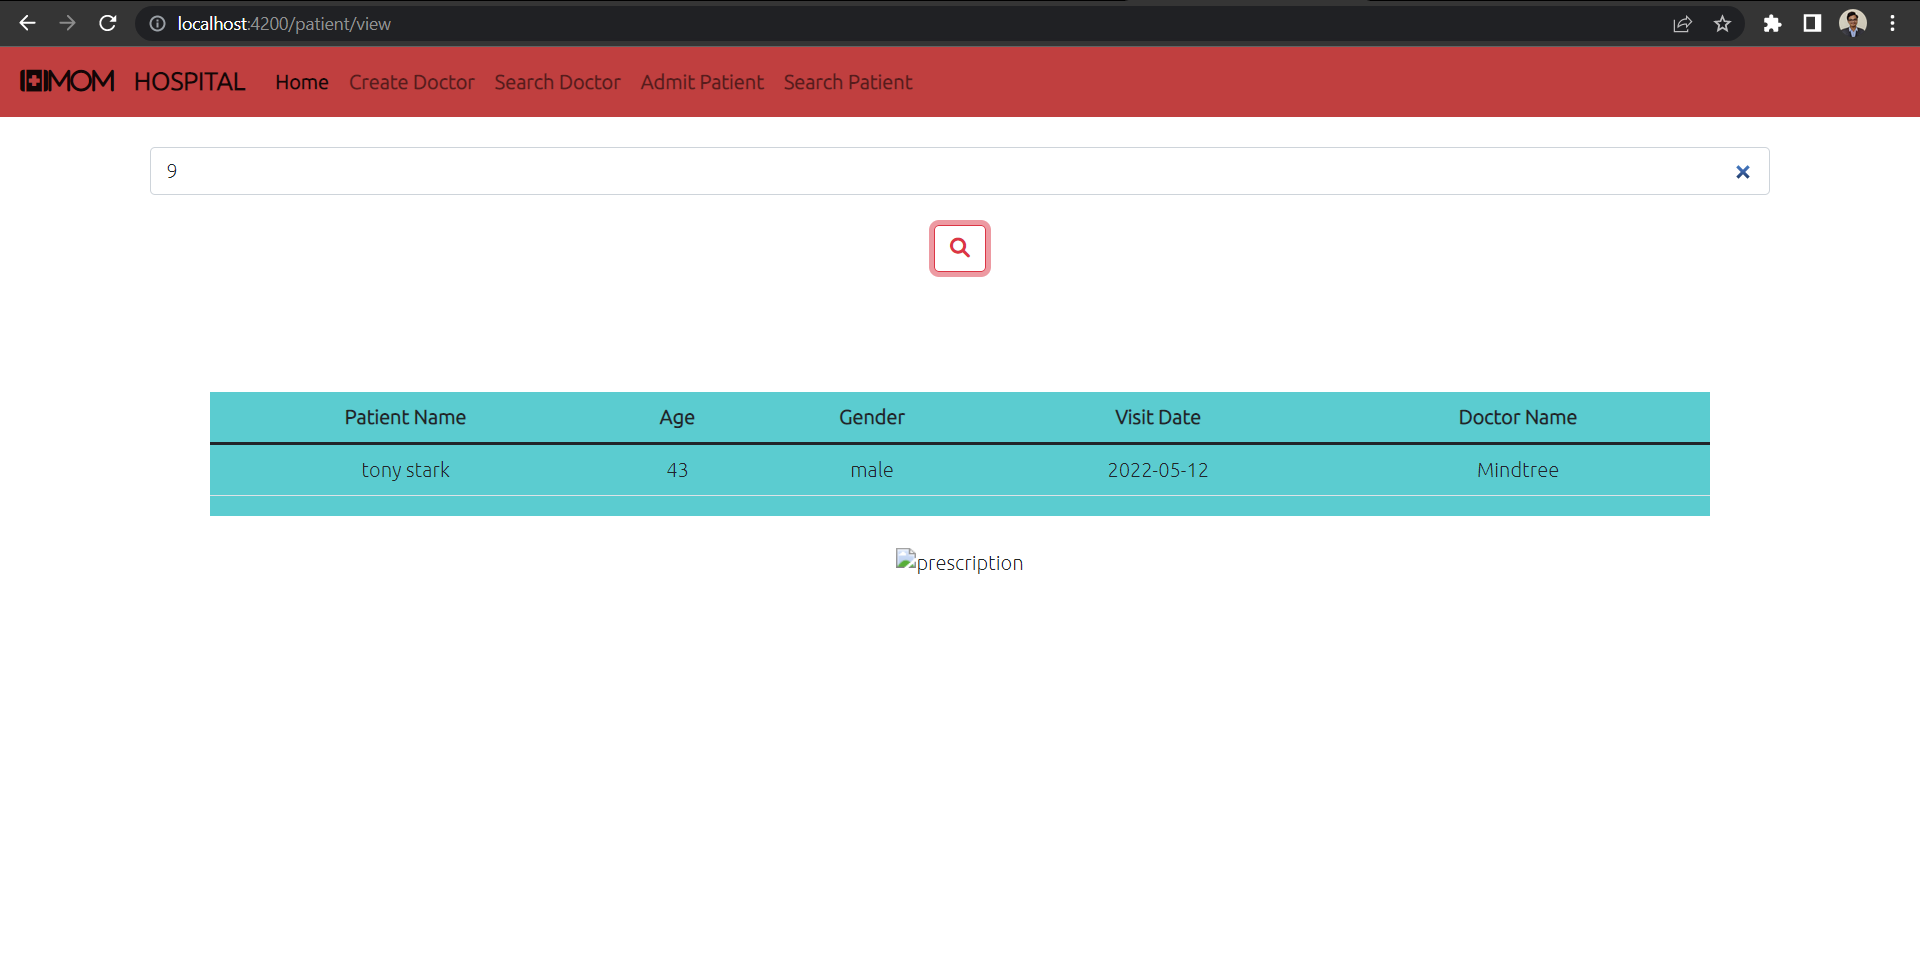 localhost:4200/patient/view
MOM HOSPITAL Home Create Doctor Search Doctor Admit Patient Search Patient
9
Patient Name Age Gender Visit Date Doctor Name
tony stark 43 male 2022-05-12 Mindtree
prescription